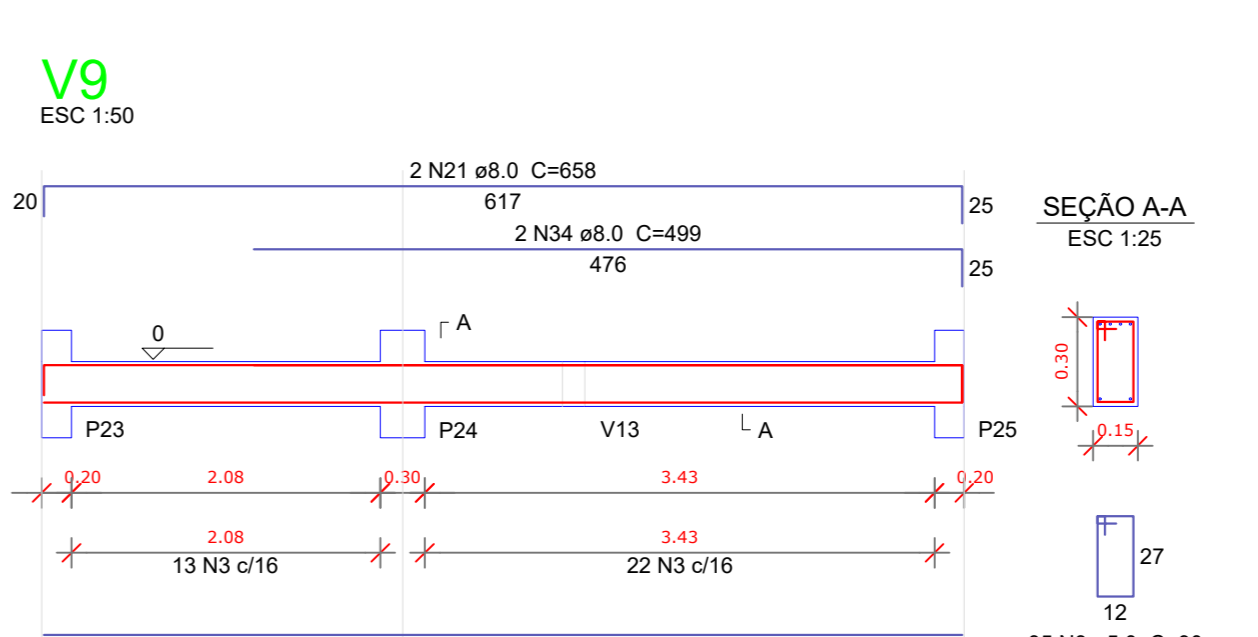 V9
ESC 1:50
2 N21 ø8.0 C=658
20
617
25
SEÇÃO A-A
ESC 1:25
2 N34 ø8.0 C=499
476
25
0
A
0.30
P23
P24
V13
A
P25
0.15
0.20
2.08
0.30
3.43
0.20
2.08
3.43
13 N3 c/16
22 N3 c/16
27
12